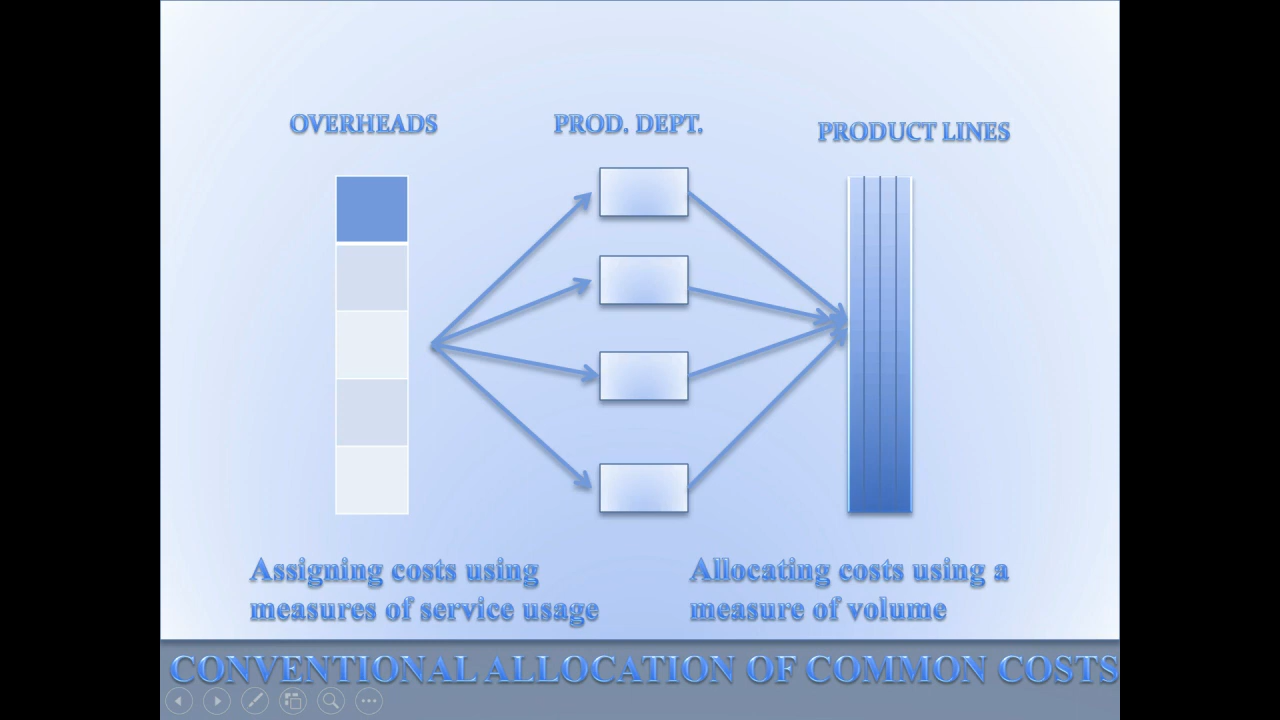 OVERHEADS
PROD. DEPT.
PRODUCT LINES
Assigning costs using
measures of service usage
Allocating costs using a
measure of volume
CONVENTIONAL ALLOCATION OF COMMON COSTS